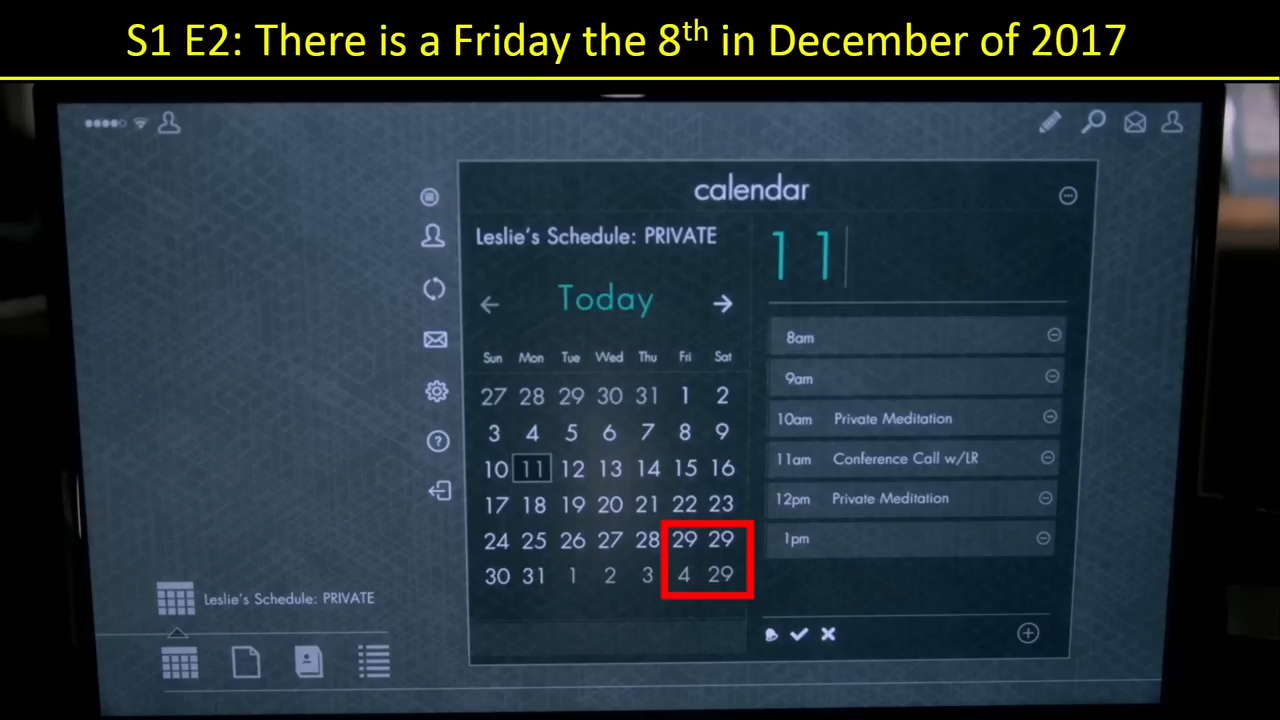 S1 E2: There is a Friday the 8th in December of 2017
calendar
Leslie's Schedule: PRIVATE
11
Today
Sun Mon Tue Wed Thu Fri Sat
27 28 29 30 31 1 2
3 4 5 6 7 8 9
10 11 12 13 14 15 16
17 18 19 20 21 22 23
24 25 26 27 28 29 29
30 31 1 2 3 4 29
8am
9am
10am Private Meditation
11am Conference Call w/LR
12pm Private Meditation
1pm
Leslie's Schedule: PRIVATE